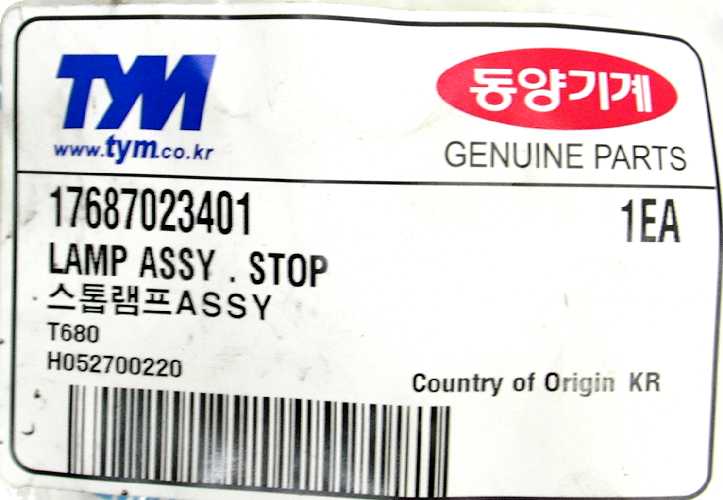 TYM
www.tym.co.kr
동양기계
GENUINE PARTS
17687023401 1EA
LAMP ASSY . STOP
스톱램프ASSY
T680
H052700220
Country of Origin KR